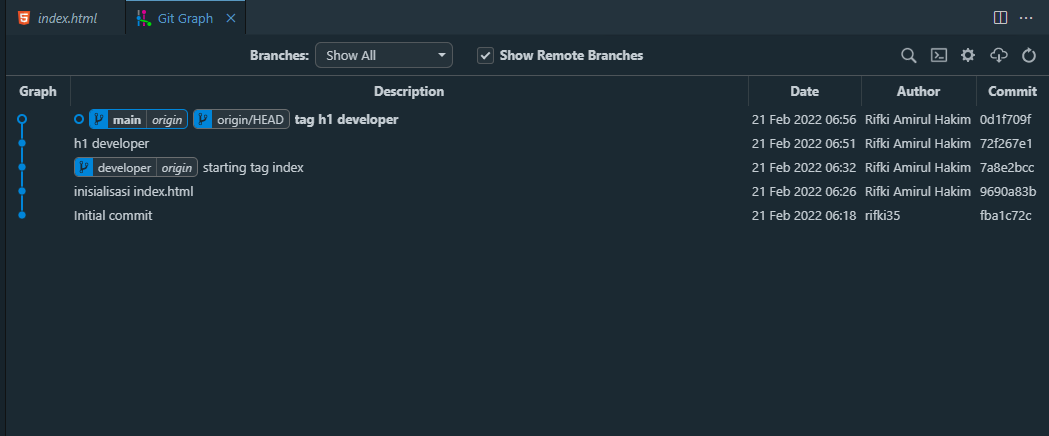 index.html Git Graph
Branches: Show All Show Remote Branches
Graph Description Date Author Commit
main origin origin/HEAD tag h1 developer 21 Feb 2022 06:56 Rifki Amirul Hakim 0d1f709f
h1 developer 21 Feb 2022 06:51 Rifki Amirul Hakim 72f267e1
developer origin starting tag index 21 Feb 2022 06:32 Rifki Amirul Hakim 7a8e2bcc
inisialisasi index.html 21 Feb 2022 06:26 Rifki Amirul Hakim 9690a83b
Initial commit 21 Feb 2022 06:18 rifki35 fba1c72c